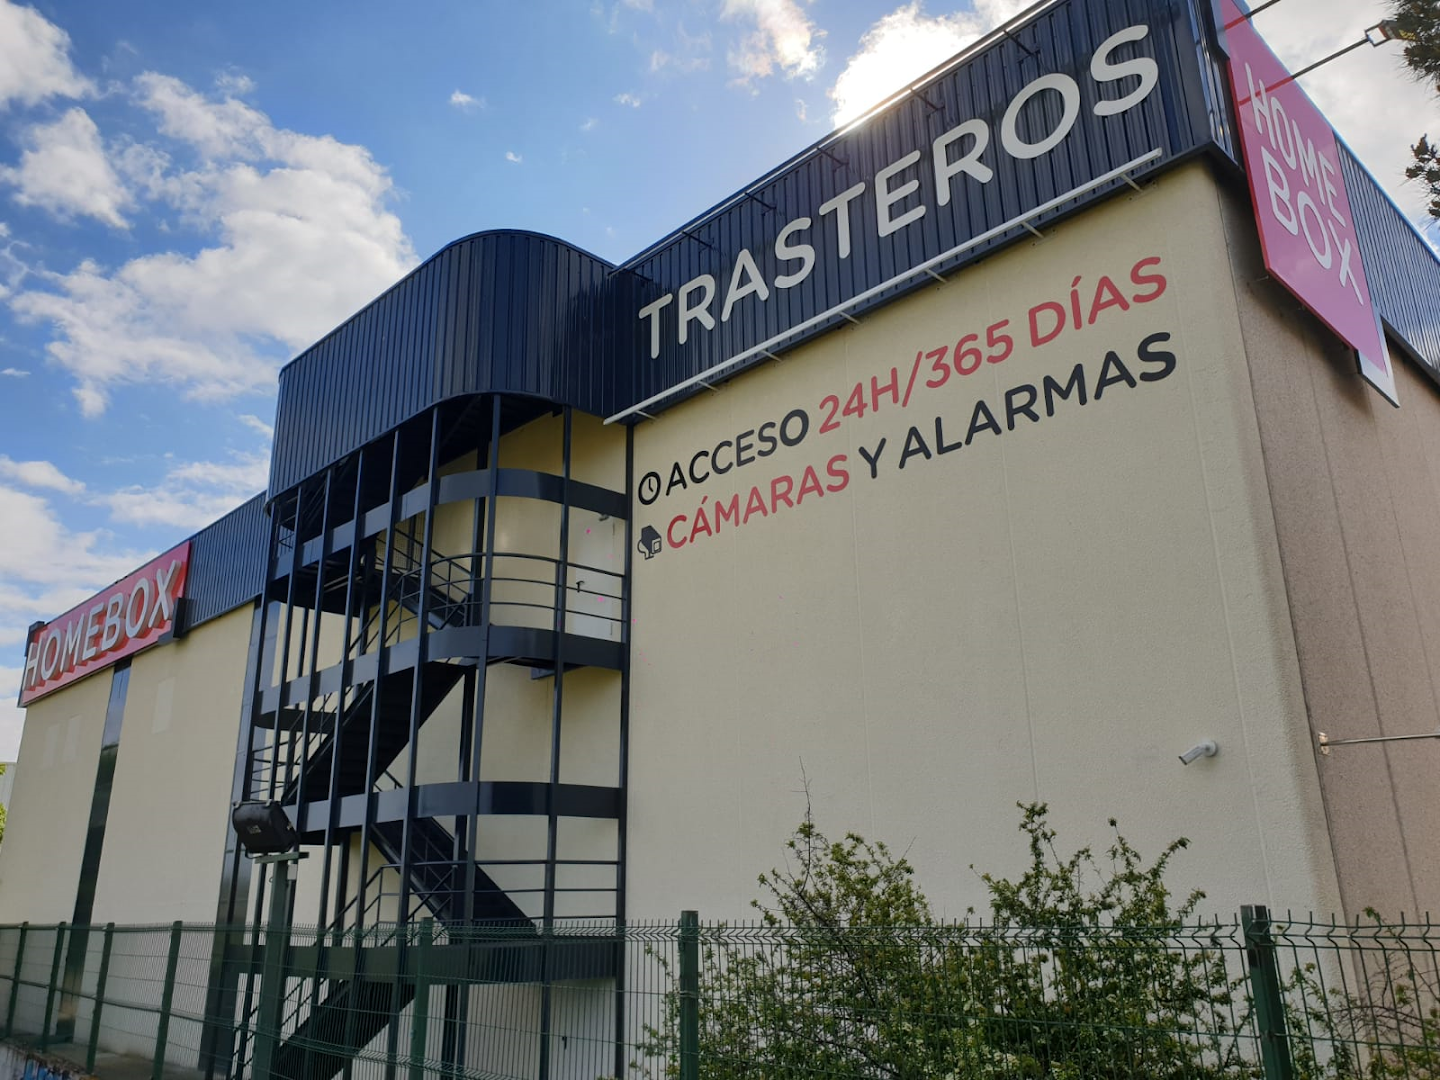 TRASTEROS
HOME
BOX
ACCESO 24H/365 DÍAS
CÁMARAS Y ALARMAS
HOMEBOX